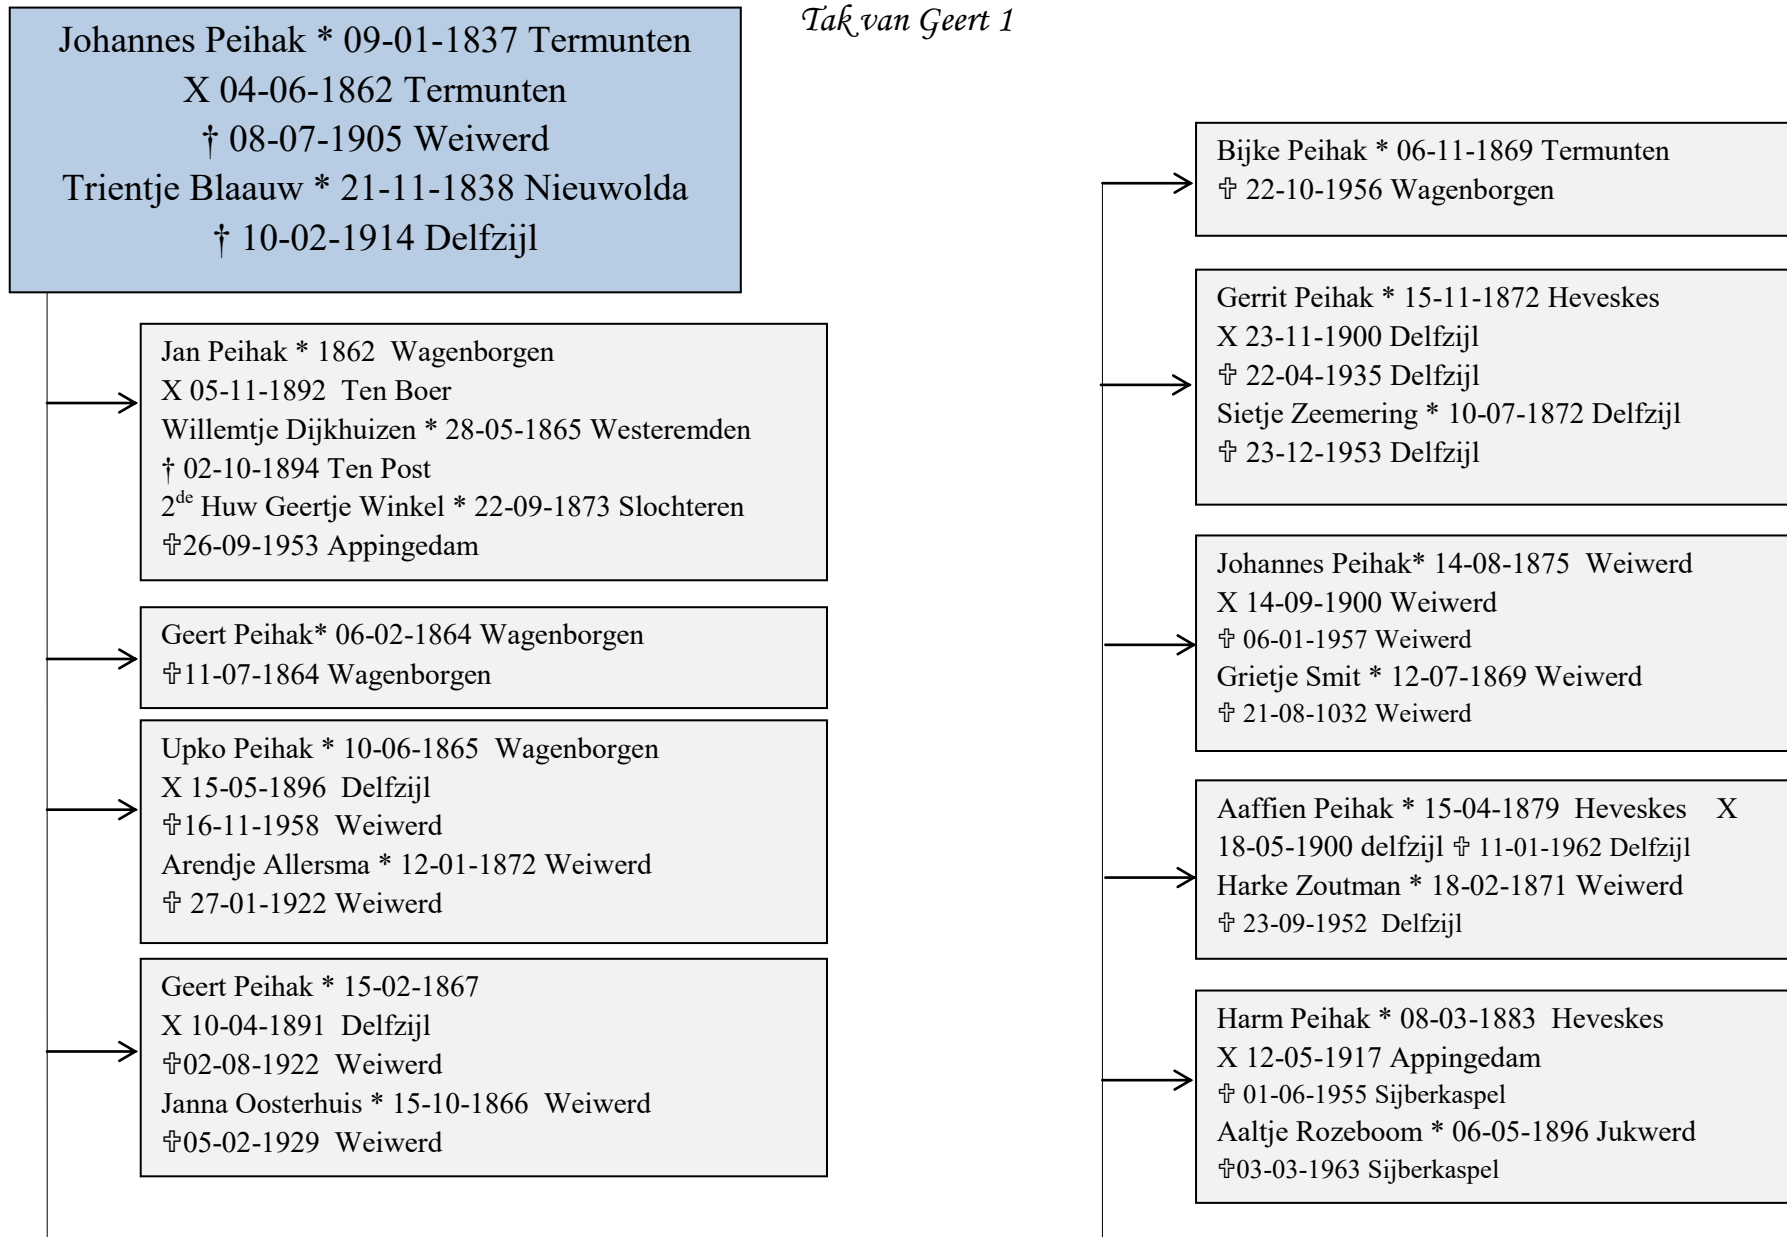 Tak van Geert 1
Johannes Peihak * 09-01-1837 Termunten
X 04-06-1862 Termunten
† 08-07-1905 Weiwerd
Trientje Blaauw * 21-11-1838 Nieuwolda
† 10-02-1914 Delfzijl
Jan Peihak * 1862 Wagenborgen
X 05-11-1892 Ten Boer
Willemtje Dijkhuizen * 28-05-1865 Westeremden
† 02-10-1894 Ten Post
2de Huw Geertje Winkel * 22-09-1873 Slochteren
✞26-09-1953 Appingedam
Geert Peihak* 06-02-1864 Wagenborgen
✞11-07-1864 Wagenborgen
Upko Peihak * 10-06-1865 Wagenborgen
X 15-05-1896 Delfzijl
✞16-11-1958 Weiwerd
Arendje Allersma * 12-01-1872 Weiwerd
✞ 27-01-1922 Weiwerd
Geert Peihak * 15-02-1867
X 10-04-1891 Delfzijl
✞02-08-1922 Weiwerd
Janna Oosterhuis * 15-10-1866 Weiwerd
✞05-02-1929 Weiwerd
Bijke Peihak * 06-11-1869 Termunten
✞ 22-10-1956 Wagenborgen
Gerrit Peihak * 15-11-1872 Heveskes
X 23-11-1900 Delfzijl
✞ 22-04-1935 Delfzijl
Sietje Zeemering * 10-07-1872 Delfzijl
✞ 23-12-1953 Delfzijl
Johannes Peihak* 14-08-1875 Weiwerd
X 14-09-1900 Weiwerd
✞ 06-01-1957 Weiwerd
Grietje Smit * 12-07-1869 Weiwerd
✞ 21-08-1032 Weiwerd
Aaffien Peihak * 15-04-1879 Heveskes X
18-05-1900 delfzijl ✞ 11-01-1962 Delfzijl
Harke Zoutman * 18-02-1871 Weiwerd
✞ 23-09-1952 Delfzijl
Harm Peihak * 08-03-1883 Heveskes
X 12-05-1917 Appingedam
✞ 01-06-1955 Sijberkaspel
Aaltje Rozeboom * 06-05-1896 Jukwerd
✞03-03-1963 Sijberkaspel